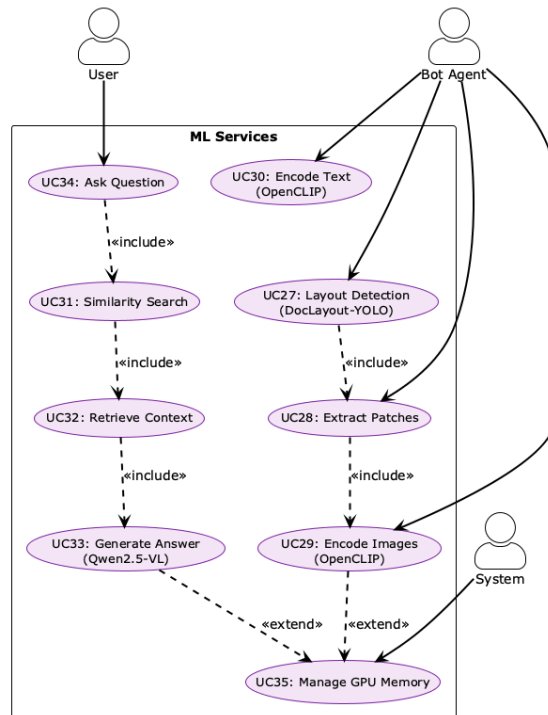 User
Bot Agent
ML Services
UC34: Ask Question
UC30: Encode Text
(OpenCLIP)
«include»
UC31: Similarity Search
UC27: Layout Detection
(DocLayout-YOLO)
«include»
«include»
UC32: Retrieve Context
UC28: Extract Patches
«include»
«include»
UC33: Generate Answer
(Qwen2.5-VL)
UC29: Encode Images
(OpenCLIP)
System
«extend»
«extend»
UC35: Manage GPU Memory